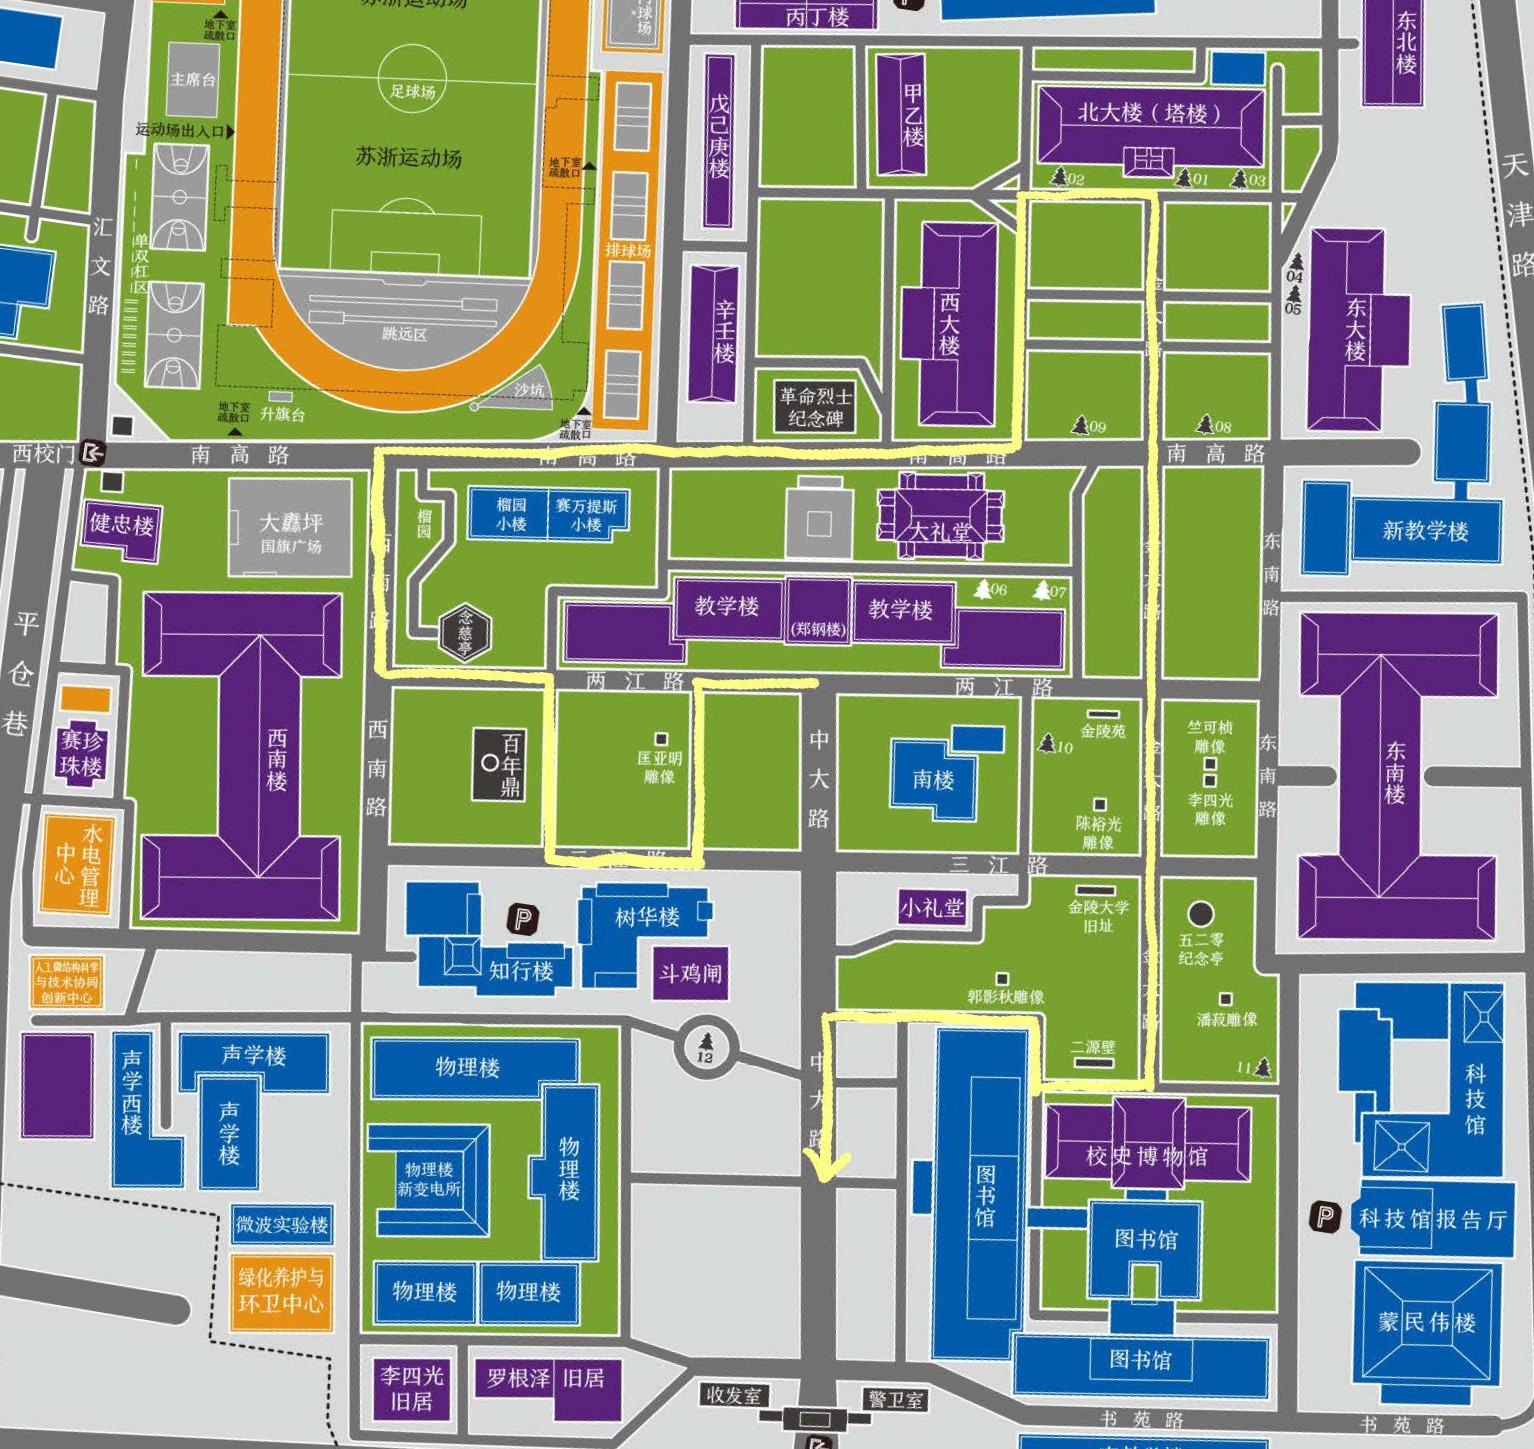 苏浙运动场
丙丁楼
东北楼
地下室
疏散口
主席台
足球场
戊己庚楼
甲乙楼
北大楼（塔楼）
运动场出入口
苏浙运动场
地下室
疏散口
02
01
03
天津路
汇文路
单双杠区
排球场
西大楼
04
05
东大楼
辛壬楼
跳远区
沙坑
革命烈士
纪念碑
升旗台
地下室
疏散口
地下室
疏散口
09
08
西校门
南高路
南高路
南高路
南高路
健忠楼
大纛坪
国旗广场
榴园
榴园
小楼
赛万提斯
小楼
大礼堂
新教学楼
东南路
念慈亭
教学楼
(郑钢楼)
教学楼
06
07
平仓巷
两江路
两江路
赛珍
珠楼
西南楼
西南路
百年鼎
匡亚明
雕像
中大路
南楼
10
金陵苑
竺可桢
雕像
李四光
雕像
陈裕光
雕像
东南路
东南楼
水电管理
中心
三江路
小礼堂
金陵大学
旧址
五二零
纪念亭
树华楼
知行楼
斗鸡闸
人工微结构科学
与技术协同
创新中心
郭影秋雕像
潘菽雕像
二源壁
11
12
声学西楼
声学楼
声学楼
物理楼
物理楼
物理楼
新变电所
中大路
科技馆
校史博物馆
图书馆
图书馆
科技馆报告厅
微波实验楼
绿化养护与
环卫中心
物理楼
物理楼
蒙民伟楼
图书馆
李四光
旧居
罗根泽
旧居
收发室
警卫室
书苑路
书苑路